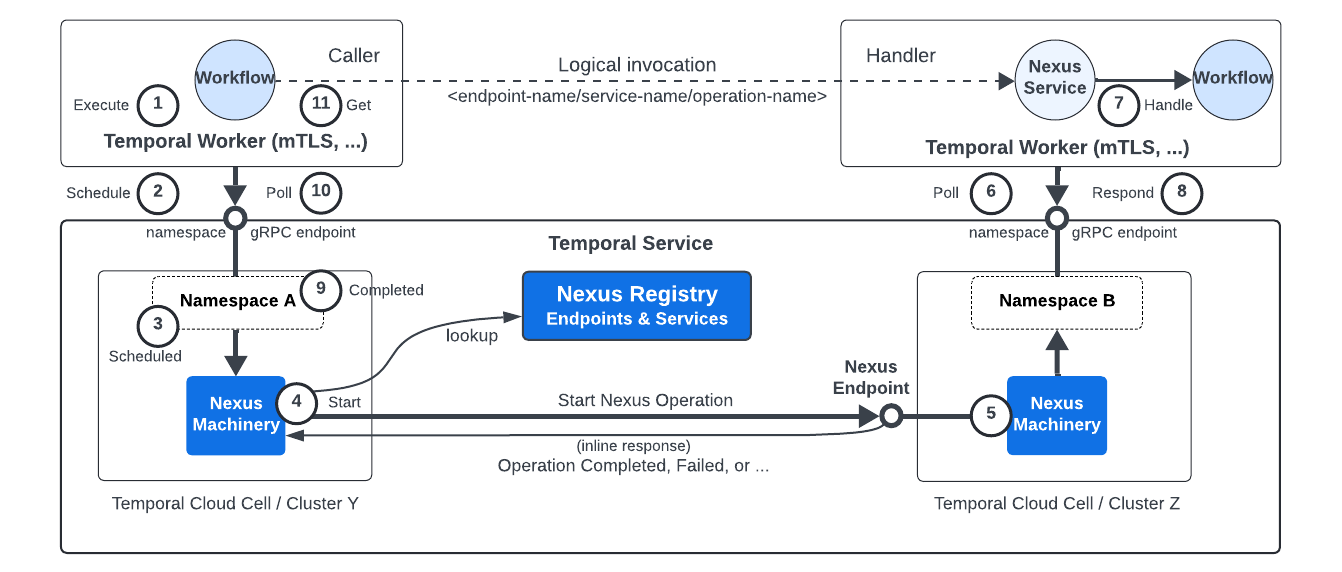 Caller
Logical invocation
Handler
Workflow
Nexus
Service
Workflow
<endpoint-name/service-name/operation-name>
Execute 1
11 Get
7 Handle
Temporal Worker (mTLS, ...)
Temporal Worker (mTLS, ...)
Schedule 2
Poll 10
Poll 6
Respond 8
namespace
gRPC endpoint
namespace
gRPC endpoint
Temporal Service
Namespace A
9 Completed
3
Scheduled
Nexus Registry
Endpoints & Services
lookup
Namespace B
Nexus
Machinery
4 Start
Start Nexus Operation
Nexus
Endpoint
5
Nexus
Machinery
(inline response)
Operation Completed, Failed, or ...
Temporal Cloud Cell / Cluster Y
Temporal Cloud Cell / Cluster Z